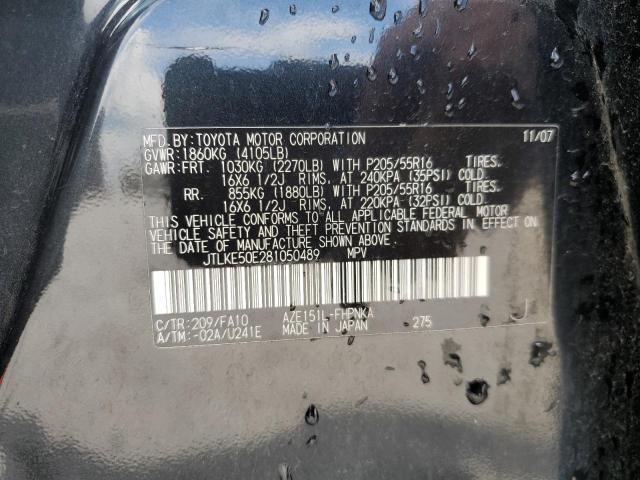 MFD.BY:TOYOTA MOTOR CORPORATION 11/07
GVWR:1860KG (4105LB)
GAWR:FRT. 1030KG (2270LB) WITH P205/55R16 TIRES.
16X6 1/2J RIMS, AT 240KPA (35PSI) COLD.
RR. 855KG (1880LB) WITH P205/55R16 TIRES.
16X6 1/2J RIMS, AT 220KPA (32PSI) COLD.
THIS VEHICLE CONFORMS TO ALL APPLICABLE FEDERAL MOTOR
VEHICLE SAFETY AND THEFT PREVENTION STANDARDS IN EFFECT ON
THE DATE OF MANUFACTURE SHOWN ABOVE.
JTLKE50E281050489 MPV
C/TR:209/FA10 AZE151L-FHPNKA
A/TM:-02A/U241E MADE IN JAPAN 275 J